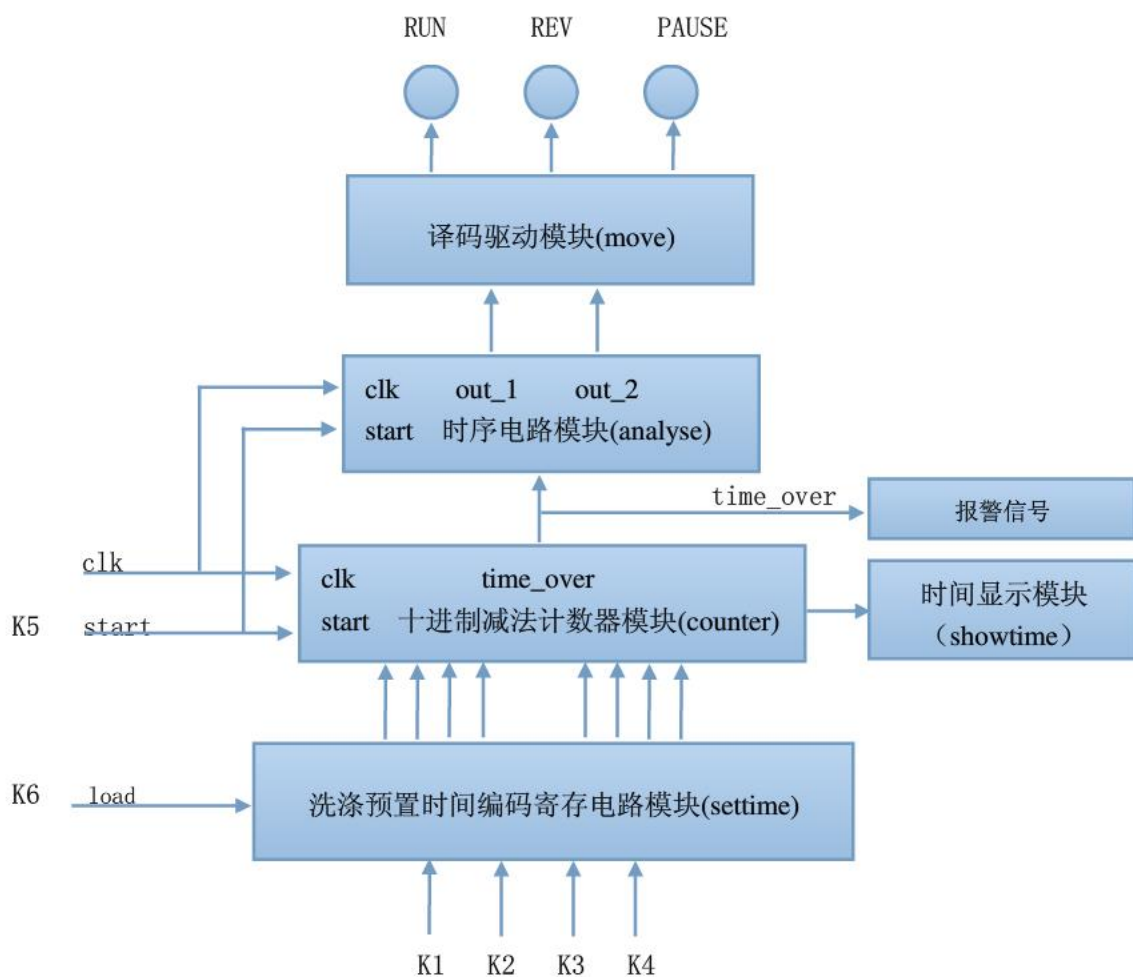 RUN REV PAUSE
译码驱动模块(move)
clk out_1 out_2
start 时序电路模块(analyse)
time_over
报警信号
clk
clk time_over
时间显示模块
K5 start
start 十进制减法计数器模块(counter)
（showtime）
K6 load
洗涤预置时间编码寄存电路模块(settime)
K1 K2 K3 K4